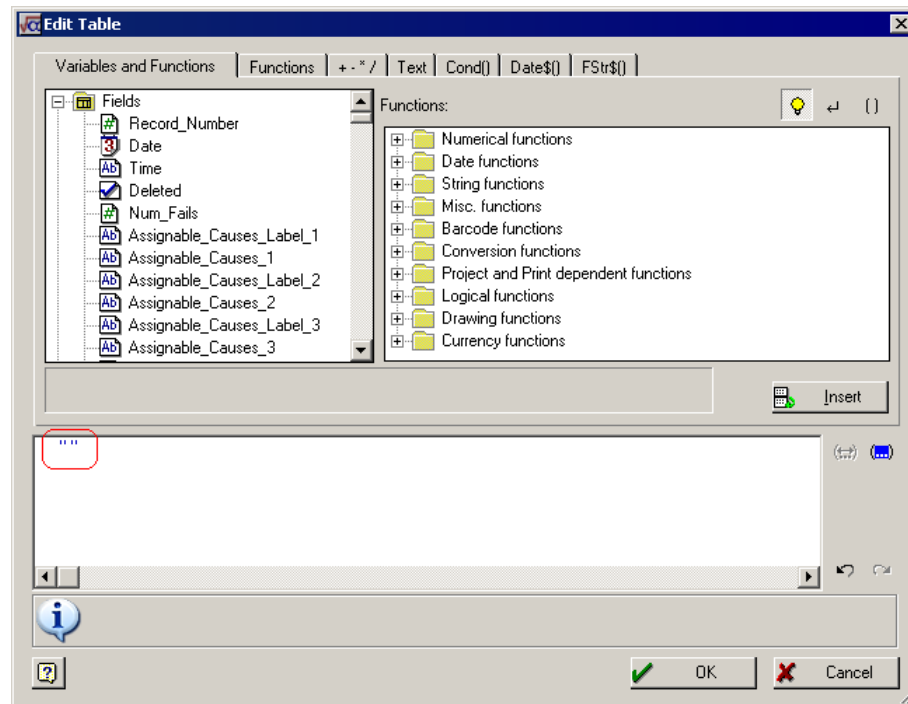 Edit Table
Variables and Functions Functions + - * / Text Cond() Date$() FStr$()
Fields
Record_Number
Date
Time
Deleted
Num_Fails
Assignable_Causes_Label_1
Assignable_Causes_1
Assignable_Causes_Label_2
Assignable_Causes_2
Assignable_Causes_Label_3
Assignable_Causes_3
Functions:
Numerical functions
Date functions
String functions
Misc. functions
Barcode functions
Conversion functions
Project and Print dependent functions
Logical functions
Drawing functions
Currency functions
Insert
" "
OK Cancel